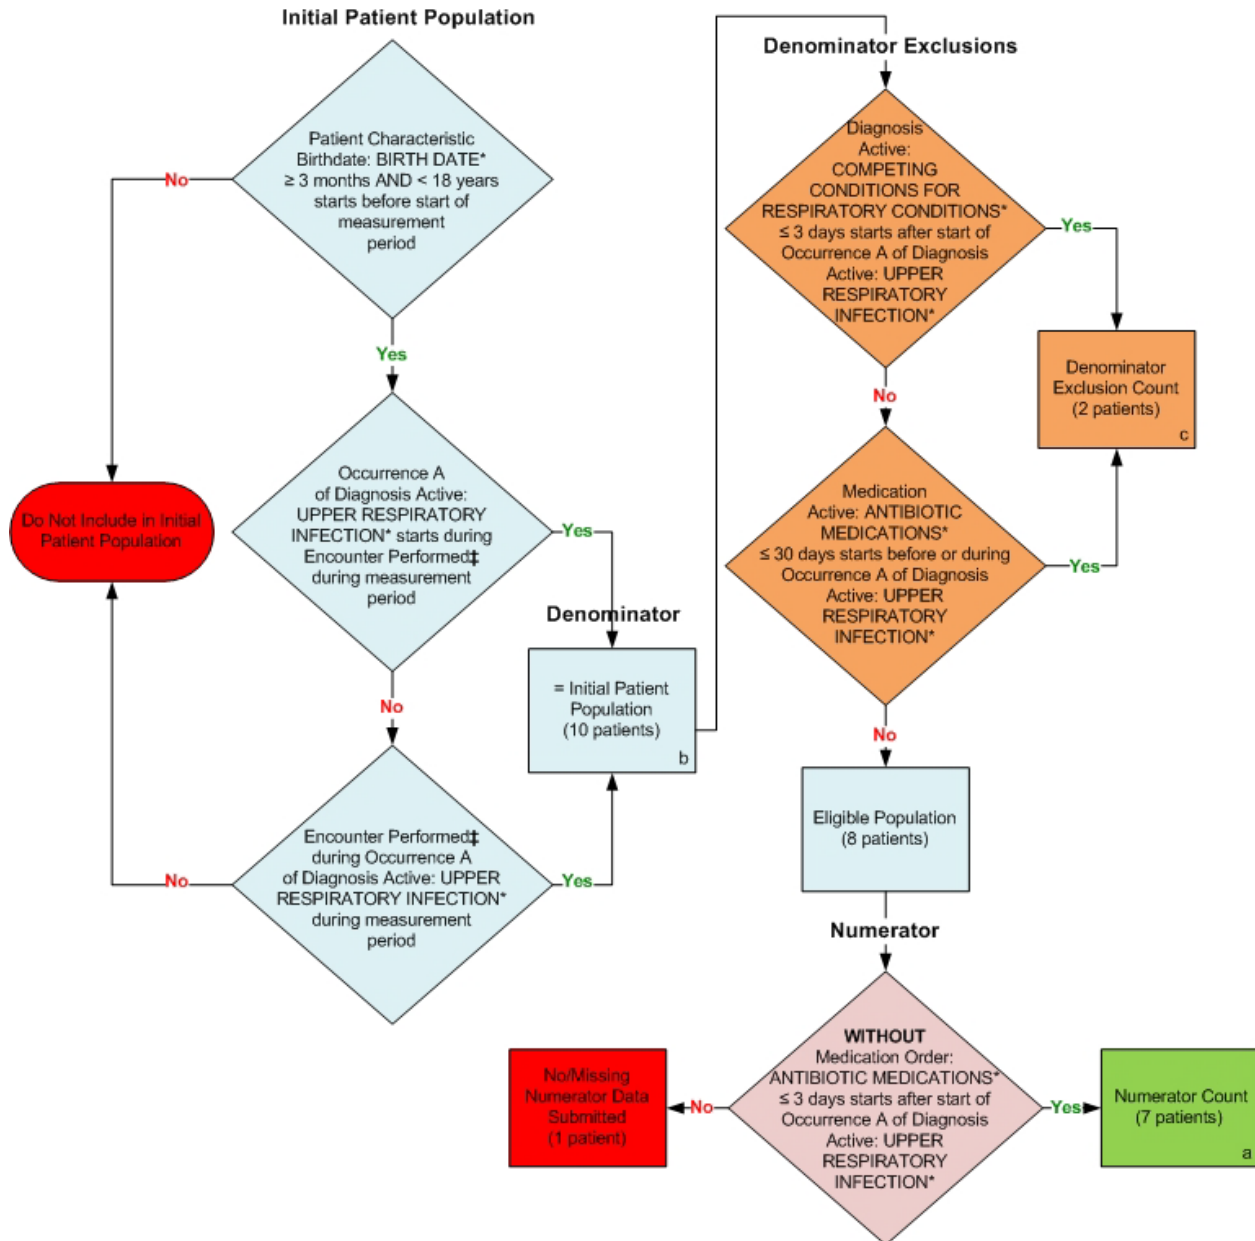 Initial Patient Population
Patient Characteristic
Birthdate: BIRTH DATE*
≥ 3 months AND < 18 years
starts before start of
measurement
period
No
Yes
Do Not Include in Initial
Patient Population
Occurrence A
of Diagnosis Active:
UPPER RESPIRATORY
INFECTION* starts during
Encounter Performed‡
during measurement
period
Yes
No
Denominator
= Initial Patient
Population
(10 patients)
b
Encounter Performed‡
during Occurrence A
of Diagnosis Active: UPPER
RESPIRATORY INFECTION*
during measurement
period
No
Yes
Denominator Exclusions
Diagnosis
Active:
COMPETING
CONDITIONS FOR
RESPIRATORY CONDITIONS*
≤ 3 days starts after start of
Occurrence A of Diagnosis
Active: UPPER
RESPIRATORY
INFECTION*
Yes
No
Denominator
Exclusion Count
(2 patients)
c
Medication
Active: ANTIBIOTIC
MEDICATIONS*
≤ 30 days starts before or during
Occurrence A of Diagnosis
Active: UPPER
RESPIRATORY
INFECTION*
Yes
No
Eligible Population
(8 patients)
Numerator
WITHOUT
Medication Order:
ANTIBIOTIC MEDICATIONS*
≤ 3 days starts after start of
Occurrence A of Diagnosis
Active: UPPER
RESPIRATORY
INFECTION*
No
Yes
No/Missing
Numerator Data
Submitted
(1 patient)
Numerator Count
(7 patients)
a